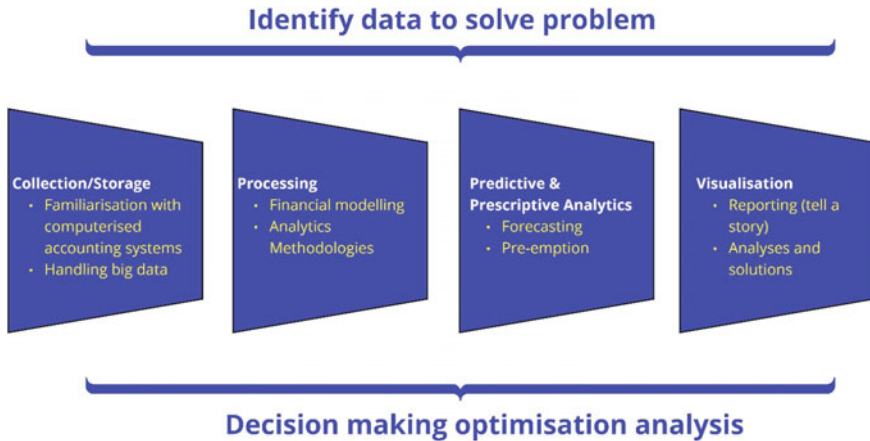 Identify data to solve problem
Collection/Storage
• Familiarisation with
computerised
accounting systems
• Handling big data
Processing
• Financial modelling
• Analytics
Methodologies
Predictive &
Prescriptive Analytics
• Forecasting
• Pre-emption
Visualisation
• Reporting (tell a
story)
• Analyses and
solutions
Decision making optimisation analysis